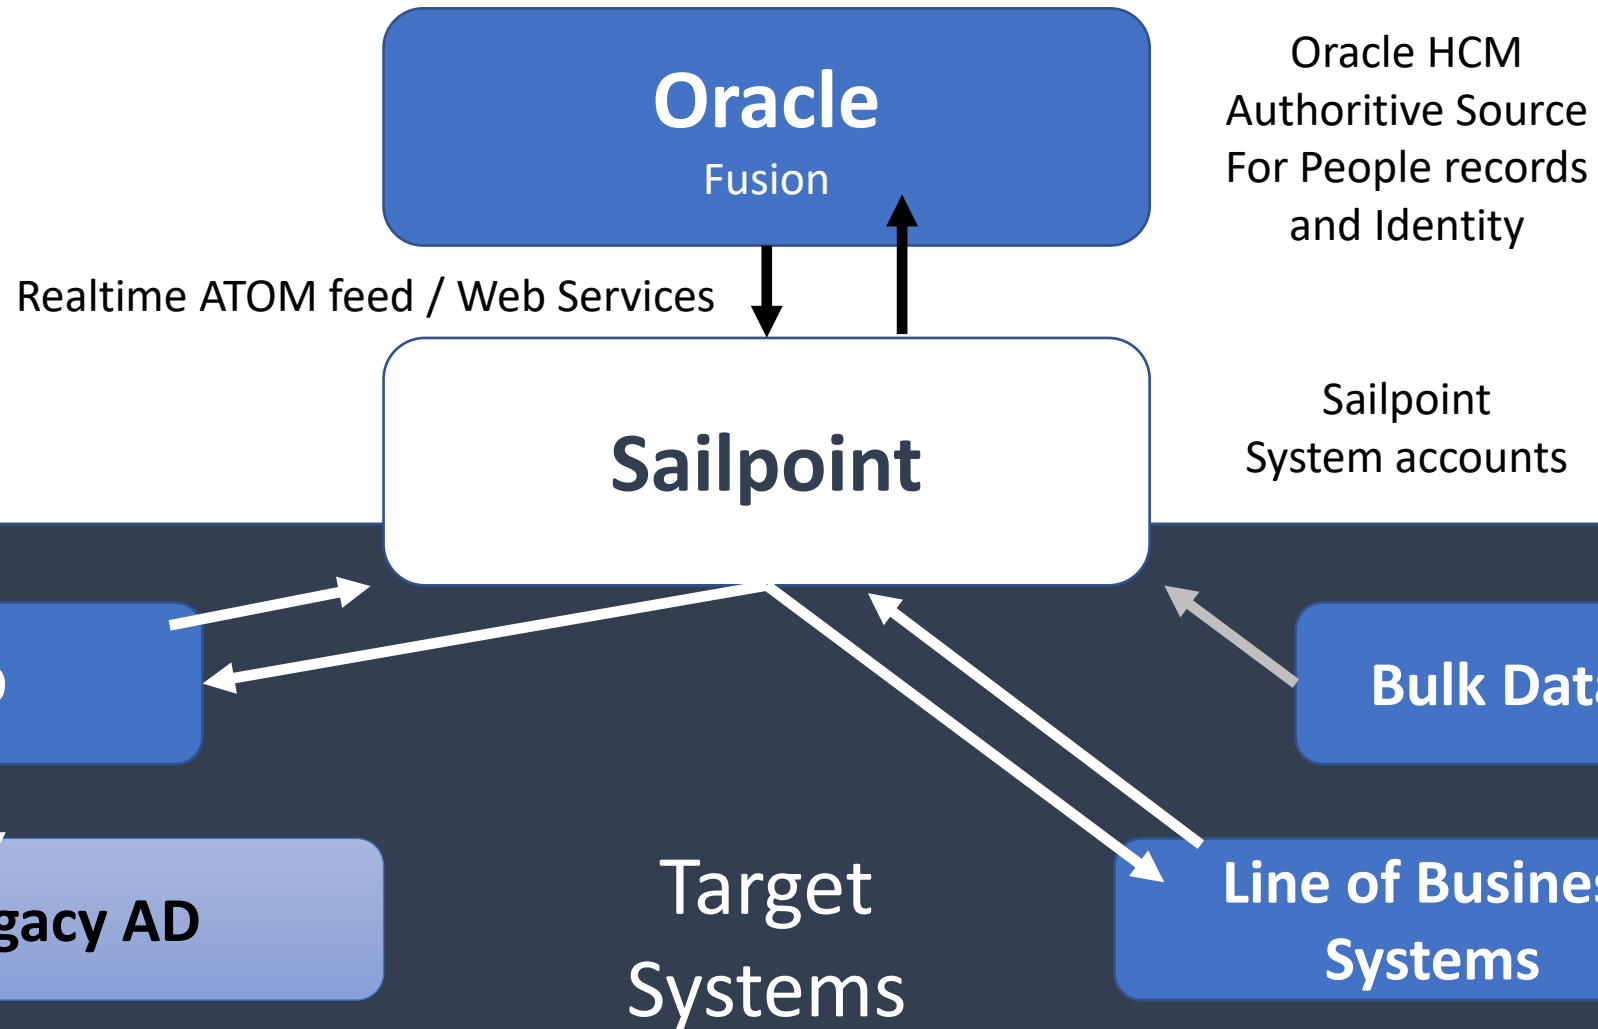 Oracle
Fusion
Oracle HCM
Authoritive Source
For People records
and Identity
Realtime ATOM feed / Web Services
Sailpoint
Sailpoint
System accounts
Bulk Data
gacy AD
Target
Systems
Line of Busines
Systems